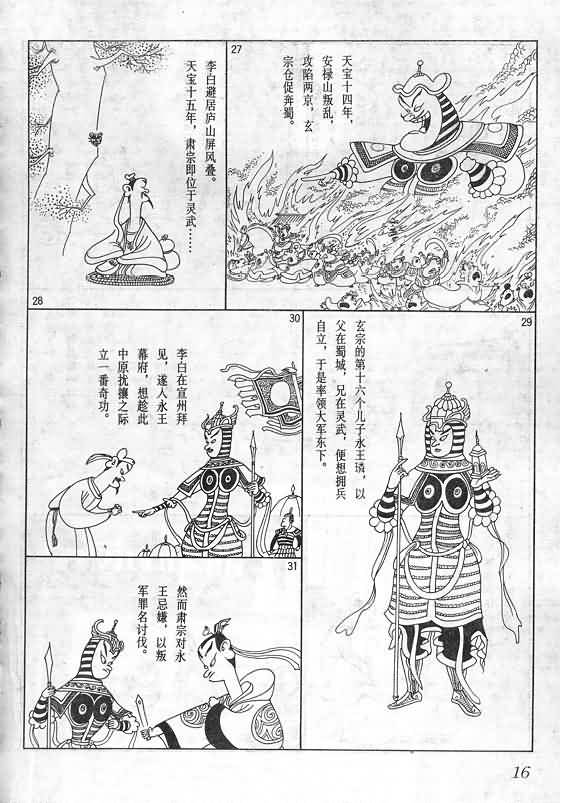 27
天宝十四年，
安禄山叛乱，
攻陷两京，玄
宗仓促奔蜀。
28
李白避居庐山屏风叠。
天宝十五年，肃宗即位于灵武……
29
玄宗的第十六个儿子永王璘，以
父在蜀城，兄在灵武，便想拥兵
自立，于是率领大军东下。
30
李白在宣州拜
见，遂入永王
幕府，想趁此
中原扰攘之际
立一番奇功。
31
然而肃宗对永
王忌嫌，以叛
军罪名讨伐。
16